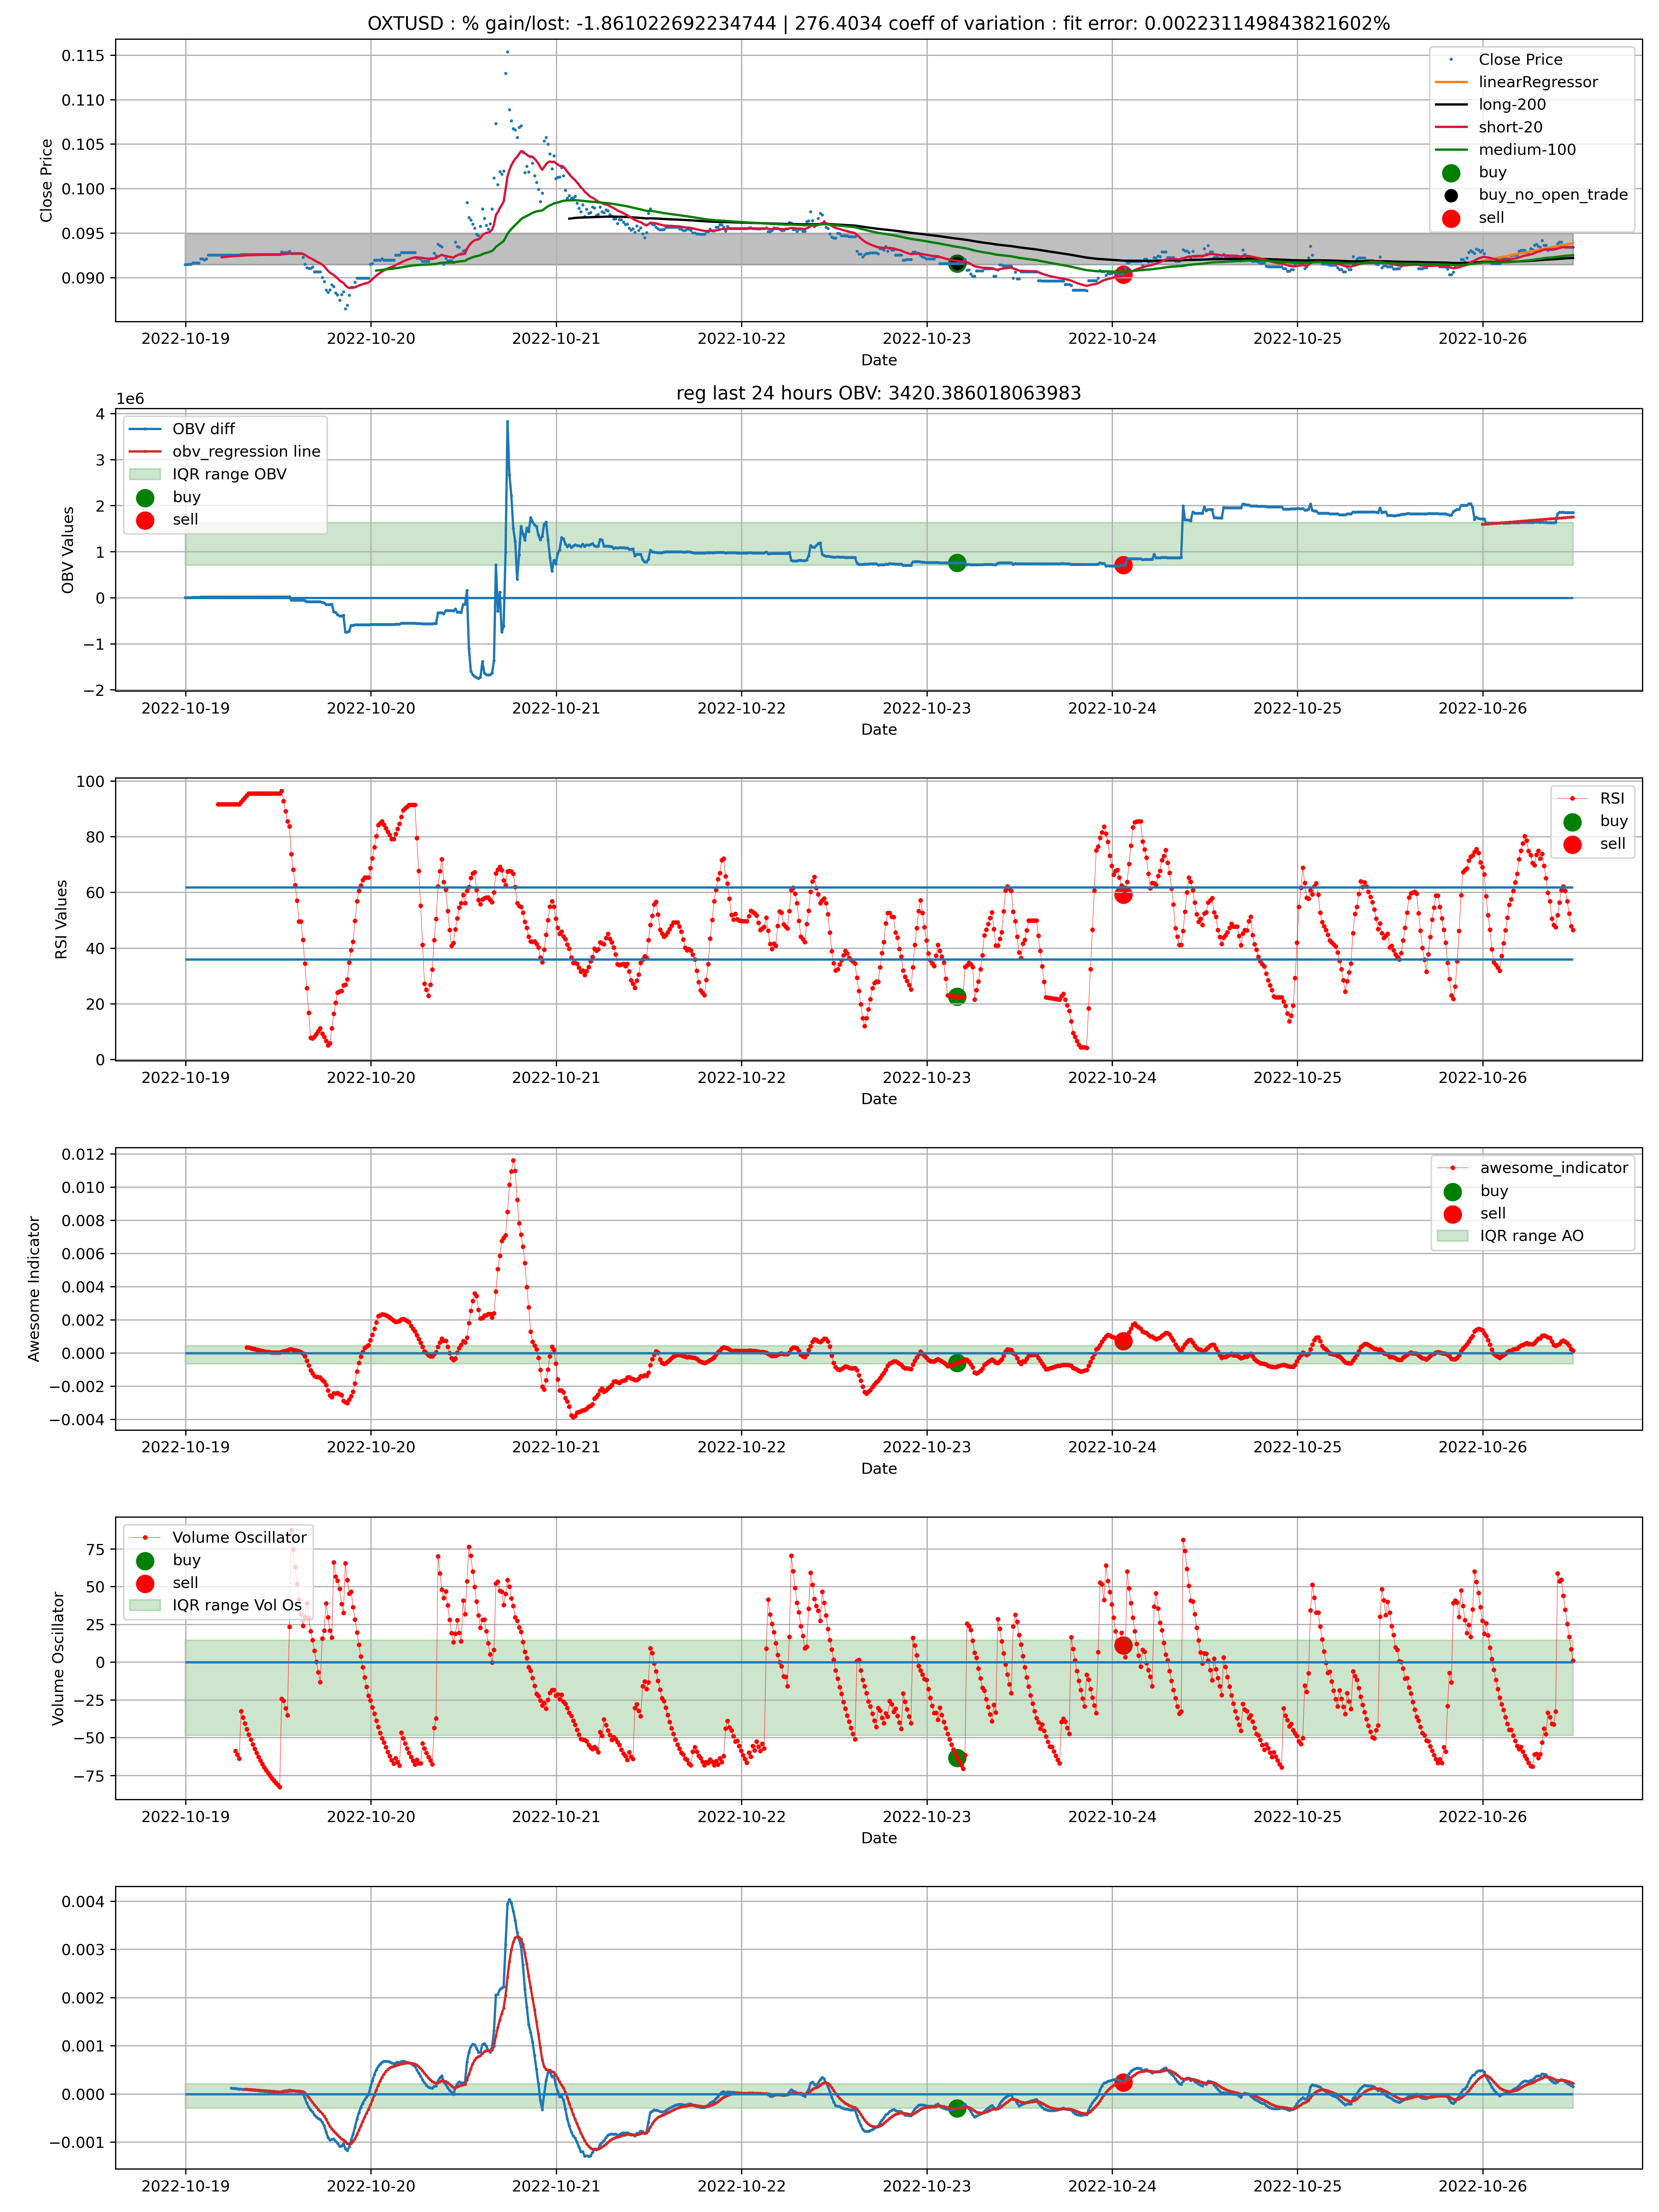 OXTUSD : % gain/lost: -1.861022692234744 | 276.4034 coeff of variation : fit error: 0.002231149843821602%
Close Price
0.115
0.110
0.105
0.100
0.095
0.090
Close Price
linearRegressor
long-200
short-20
medium-100
buy
buy_no_open_trade
sell
2022-10-19 2022-10-20 2022-10-21 2022-10-22 2022-10-23 2022-10-24 2022-10-25 2022-10-26
Date
reg last 24 hours OBV: 3420.386018063983
1e6
OBV Values
4
3
2
1
0
−1
−2
OBV diff
obv_regression line
IQR range OBV
buy
sell
2022-10-19 2022-10-20 2022-10-21 2022-10-22 2022-10-23 2022-10-24 2022-10-25 2022-10-26
Date
RSI Values
100
80
60
40
20
0
RSI
buy
sell
2022-10-19 2022-10-20 2022-10-21 2022-10-22 2022-10-23 2022-10-24 2022-10-25 2022-10-26
Date
Awesome Indicator
0.012
0.010
0.008
0.006
0.004
0.002
0.000
−0.002
−0.004
awesome_indicator
buy
sell
IQR range AO
2022-10-19 2022-10-20 2022-10-21 2022-10-22 2022-10-23 2022-10-24 2022-10-25 2022-10-26
Date
Volume Oscillator
75
50
25
0
−25
−50
−75
Volume Oscillator
buy
sell
IQR range Vol Os
2022-10-19 2022-10-20 2022-10-21 2022-10-22 2022-10-23 2022-10-24 2022-10-25 2022-10-26
Date
0.004
0.003
0.002
0.001
0.000
−0.001
2022-10-19 2022-10-20 2022-10-21 2022-10-22 2022-10-23 2022-10-24 2022-10-25 2022-10-26